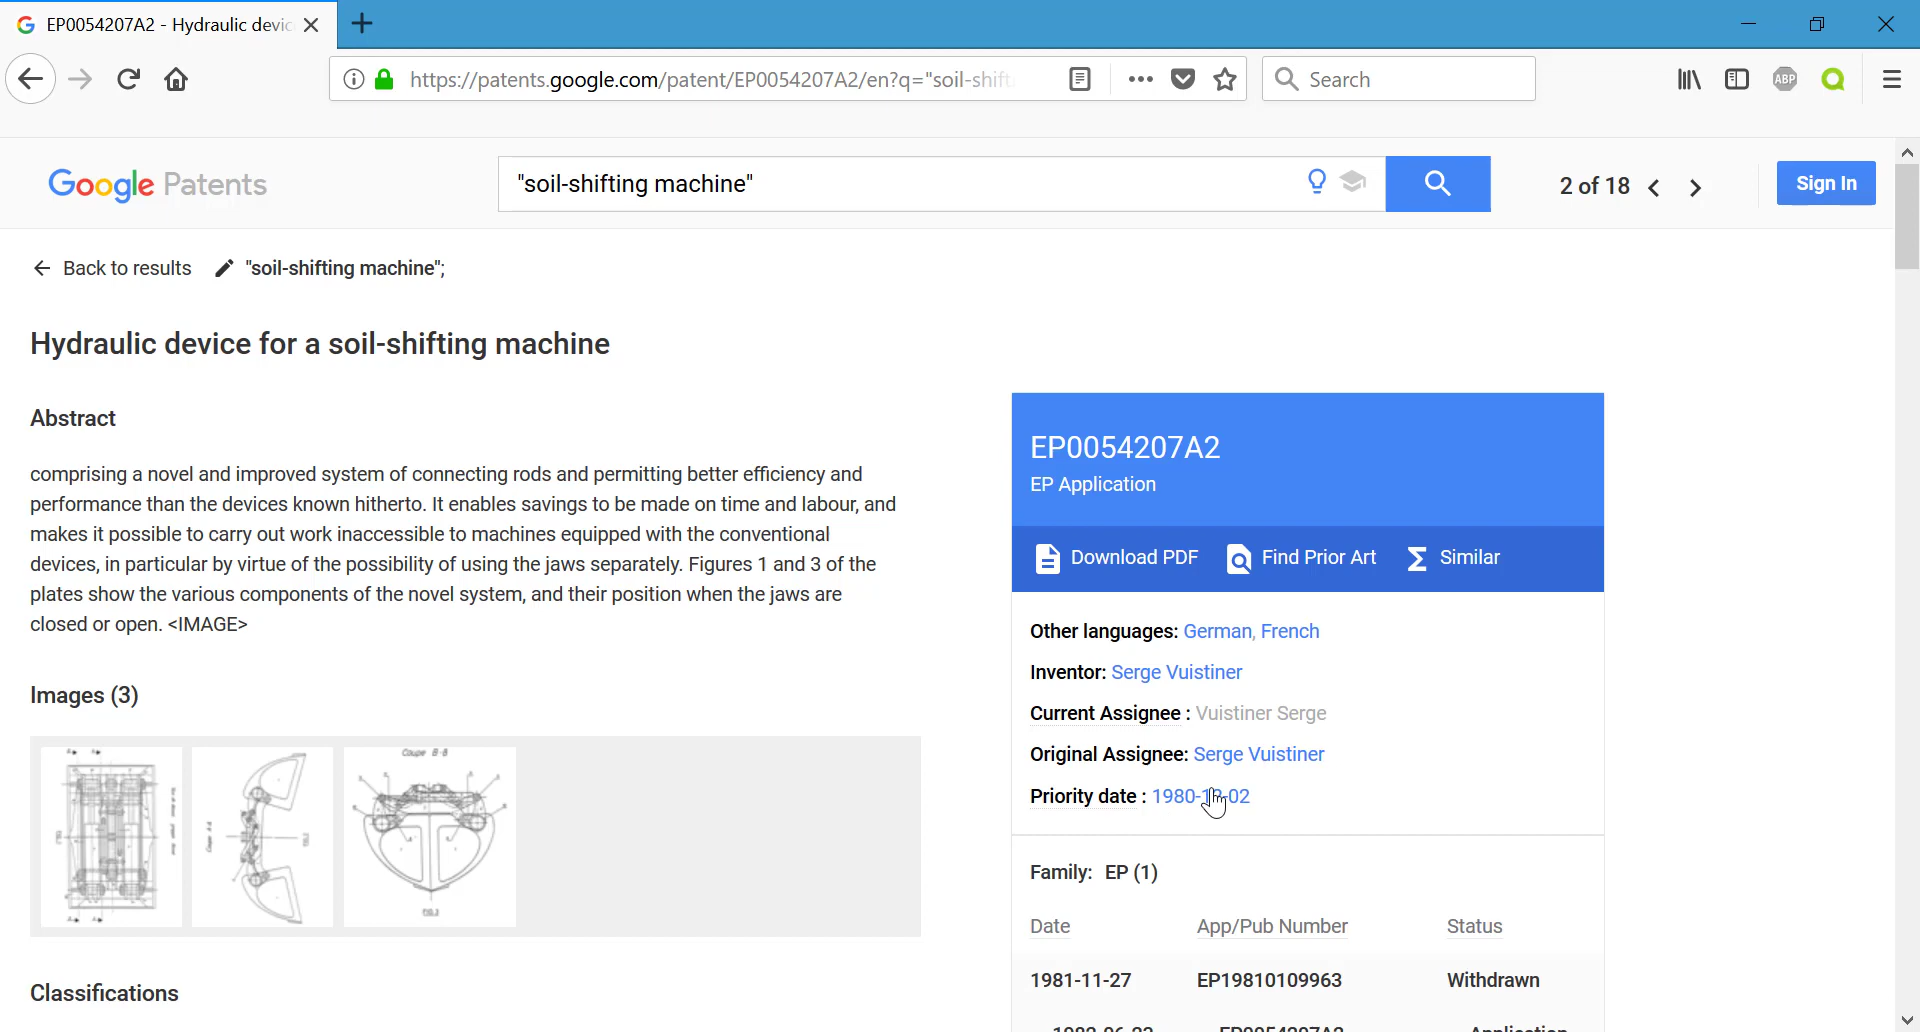 EP0054207A2 - Hydraulic devic
https://patents.google.com/patent/EP0054207A2/en?q="soil-shift
Search
ABP
Google Patents
"soil-shifting machine"
2 of 18
Sign In
Back to results
"soil-shifting machine";
Hydraulic device for a soil-shifting machine
Abstract
comprising a novel and improved system of connecting rods and permitting better efficiency and
performance than the devices known hitherto. It enables savings to be made on time and labour, and
makes it possible to carry out work inaccessible to machines equipped with the conventional
devices, in particular by virtue of the possibility of using the jaws separately. Figures 1 and 3 of the
plates show the various components of the novel system, and their position when the jaws are
closed or open. <IMAGE>
Images (3)
Coupe B-B
Classifications
EP0054207A2
EP Application
Download PDF
Find Prior Art
Similar
Other languages: German, French
Inventor: Serge Vuistiner
Current Assignee : Vuistiner Serge
Original Assignee: Serge Vuistiner
Priority date : 1980-12-02
Family: EP (1)
Date App/Pub Number Status
1981-11-27 EP19810109963 Withdrawn